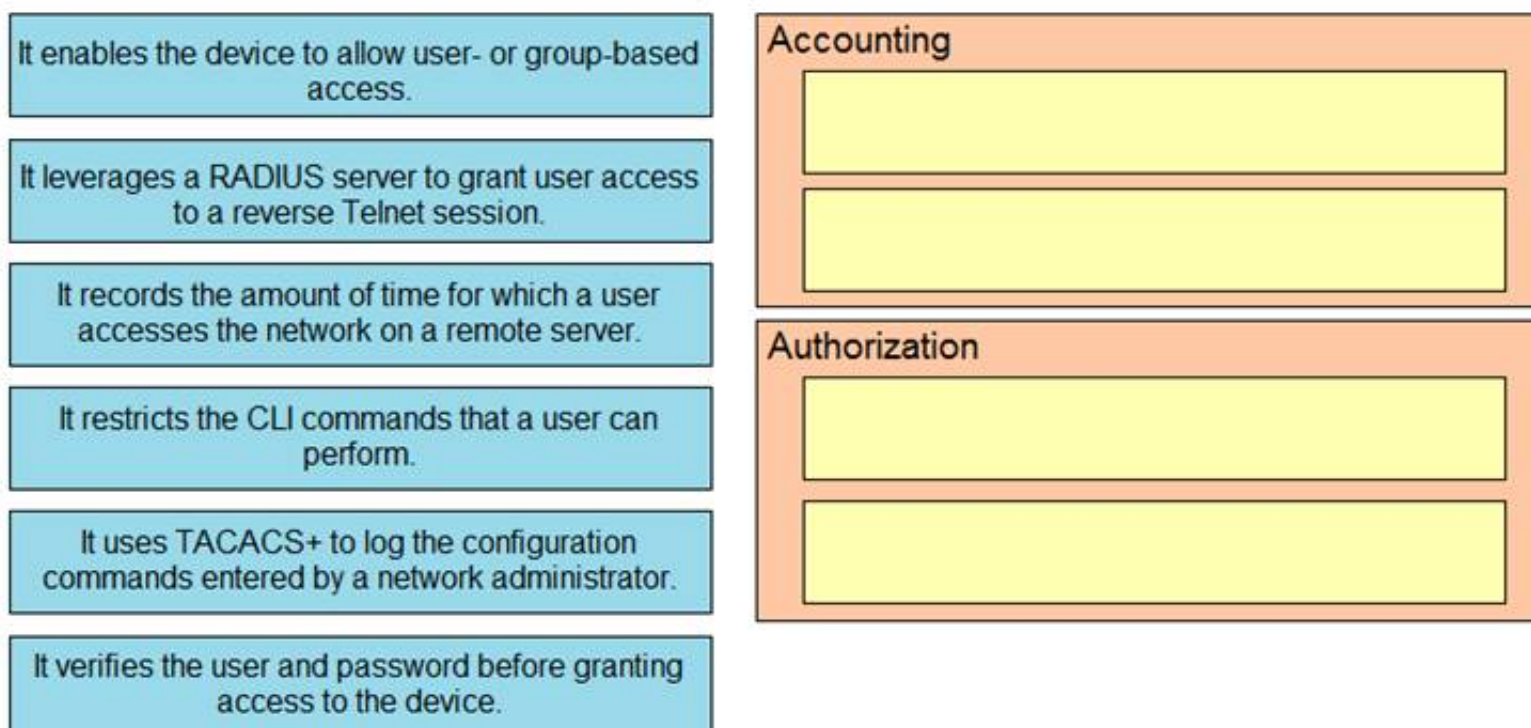 It enables the device to allow user- or group-based
access.
It leverages a RADIUS server to grant user access
to a reverse Telnet session.
It records the amount of time for which a user
accesses the network on a remote server.
It restricts the CLI commands that a user can
perform.
It uses TACACS+ to log the configuration
commands entered by a network administrator.
It verifies the user and password before granting
access to the device.
Accounting
Authorization